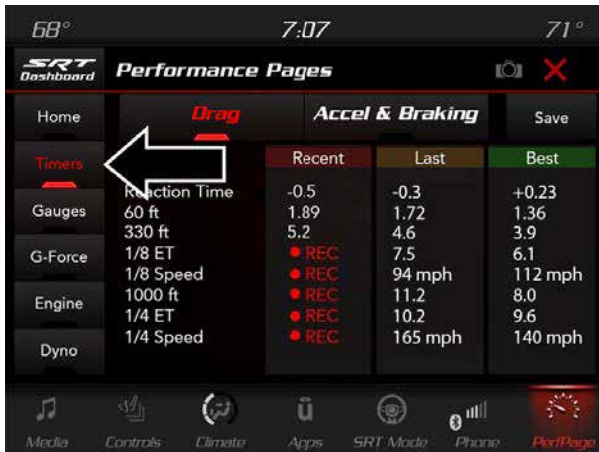 68° 7:07 71°
SRT Dashboard Performance Pages
Home Drag Accel & Braking Save
Timers Recent Last Best
Reaction Time -0.5 -0.3 +0.23
Gauges 60 ft 1.89 1.72 1.36
330 ft 5.2 4.6 3.9
G-Force 1/8 ET REC 7.5 6.1
1/8 Speed REC 94 mph 112 mph
Engine 1000 ft REC 11.2 8.0
1/4 ET REC 10.2 9.6
Dyno 1/4 Speed REC 165 mph 140 mph
Media Controls Climate Apps SRT Mode Phone PerfPage